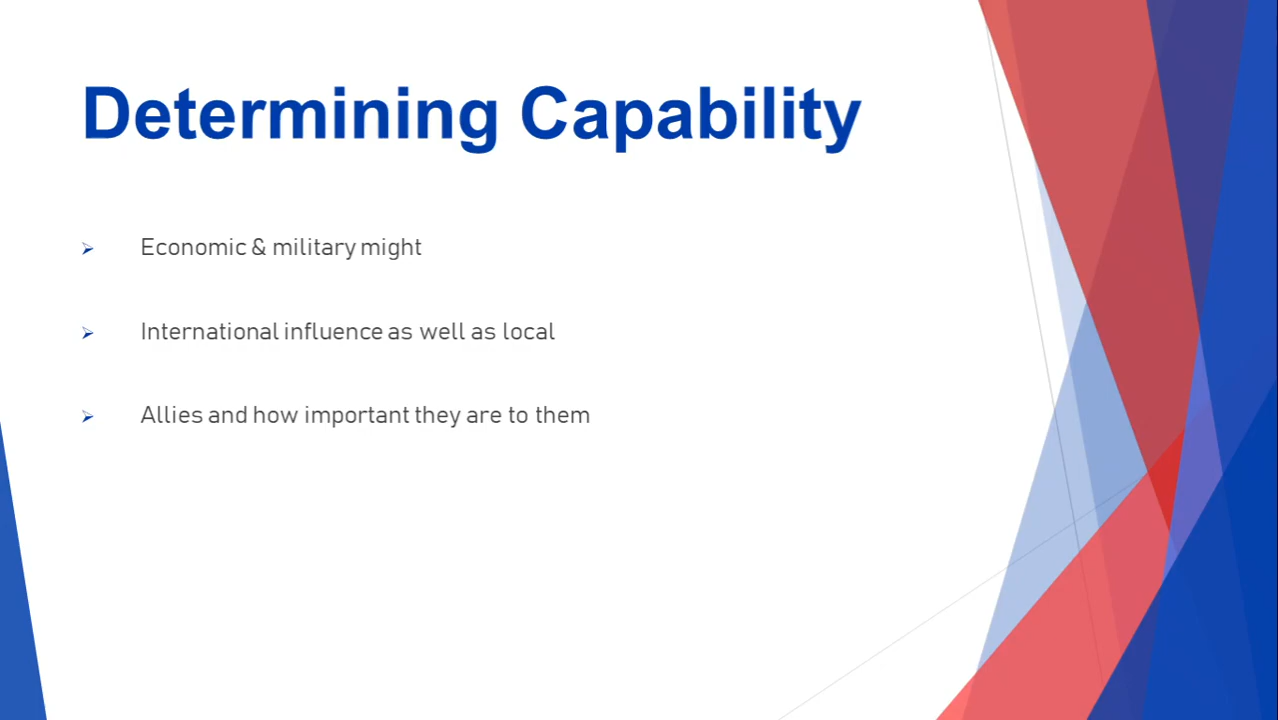 Determining Capability
Economic & military might
International influence as well as local
Allies and how important they are to them